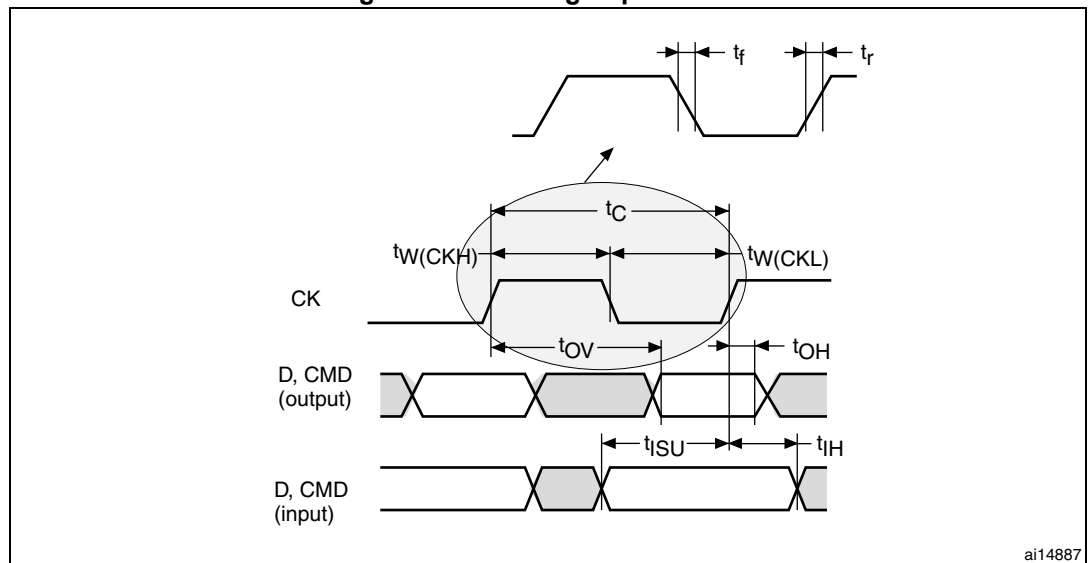 tf
tr
tC
tW(CKH)
tW(CKL)
CK
tOV
tOH
D, CMD
(output)
tISU
tIH
D, CMD
(input)
ai14887